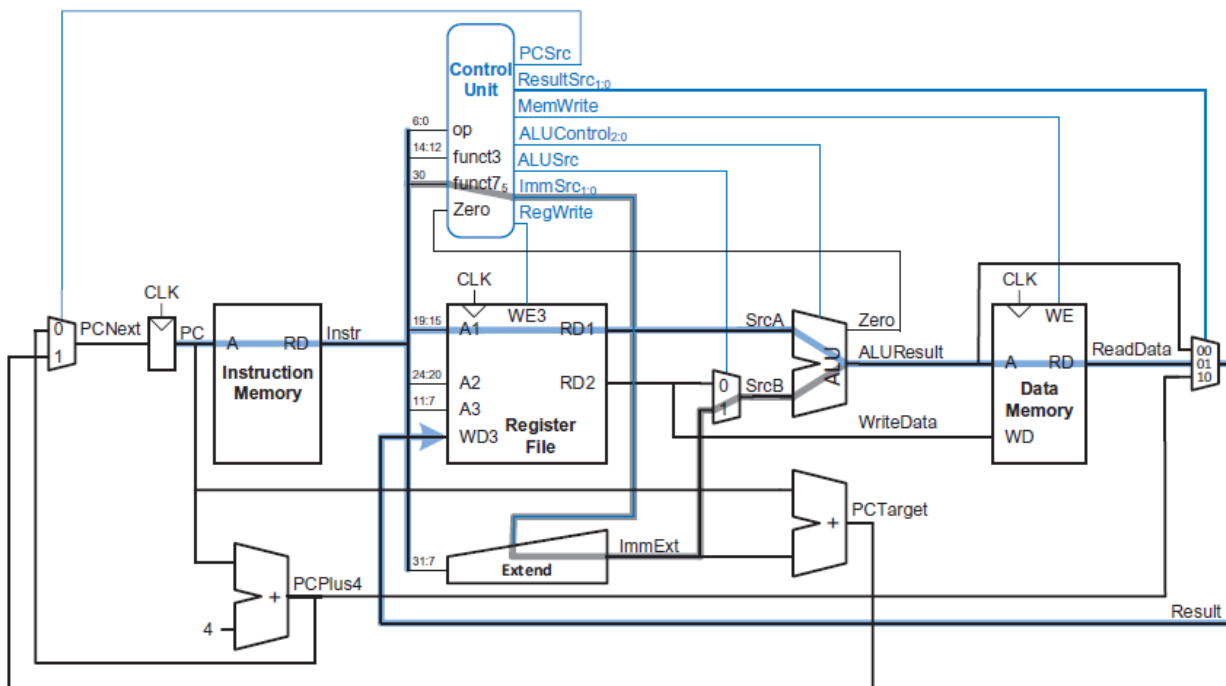 PCSrc
Control
Unit
ResultSrc1:0
MemWrite
6:0
op
ALUControl2:0
14:12
funct3
ALUSrc
30
funct75
ImmSrc1:0
Zero
RegWrite
CLK
CLK
CLK
0
1
PCNext
PC
A
RD
Instruction
Memory
Instr
19:15
A1
WE3
RD1
24:20
A2
RD2
11:7
A3
WD3
Register
File
SrcA
0
1
SrcB
ALU
Zero
ALUResult
WriteData
WE
A
RD
Data
Memory
WD
ReadData
00
01
10
31:7
Extend
ImmExt
+
PCTarget
4
+
PCPlus4
Result